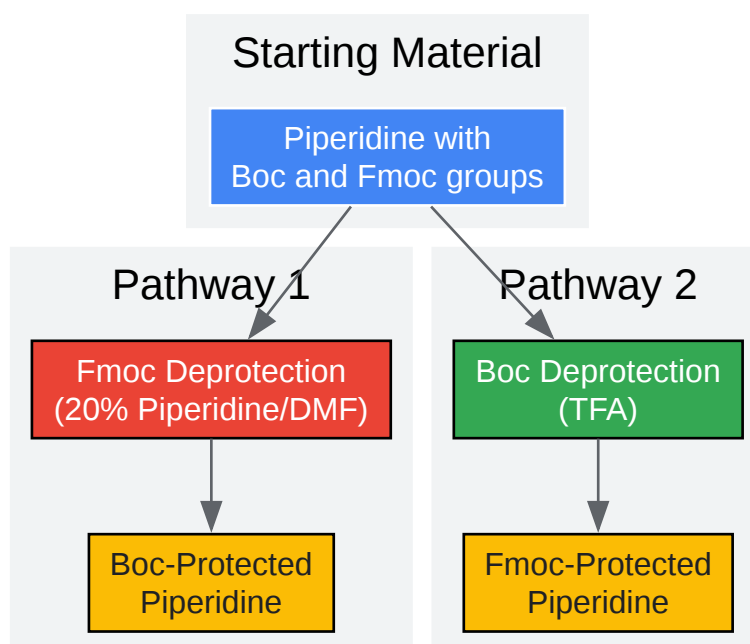 Starting Material
Piperidine with
Boc and Fmoc groups
Pathway 1
Fmoc Deprotection
(20% Piperidine/DMF)
Boc-Protected
Piperidine
Pathway 2
Boc Deprotection
(TFA)
Fmoc-Protected
Piperidine